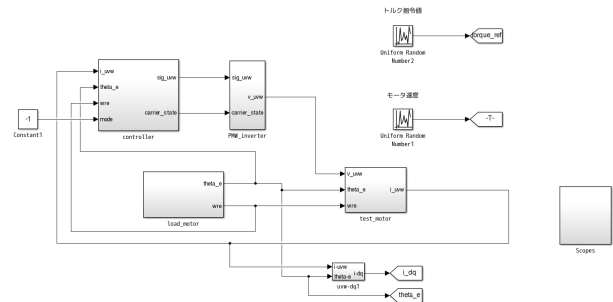 トルク指令値
torque_ref
Uniform Random
Number2
i_uvw
theta_e
wre
mode
sig_uvw
carrier_state
controller
-1
Constant1
sig_uvw
carrier_state
v_uvw
PMW_inverter
モータ速度
-T-
Uniform Random
Number1
theta_e
wre
load_motor
v_uvw
theta_e
wre
i_uvw
test_motor
Scopes
i-uvw
theta-e
i-dq
uvw-dq1
i_dq
theta_e